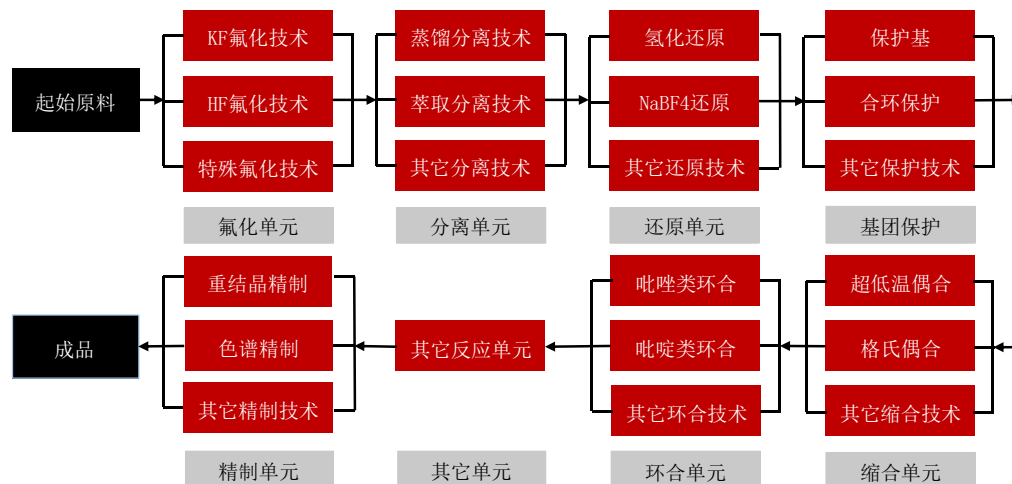 起始原料
KF氟化技术
HF氟化技术
特殊氟化技术
氟化单元
蒸馏分离技术
萃取分离技术
其它分离技术
分离单元
氢化还原
NaBF4还原
其它还原技术
还原单元
保护基
合环保护
其它保护技术
基团保护
超低温偶合
格氏偶合
其它缩合技术
缩合单元
吡唑类环合
吡啶类环合
其它环合技术
环合单元
其它反应单元
其它单元
重结晶精制
色谱精制
其它精制技术
精制单元
成品